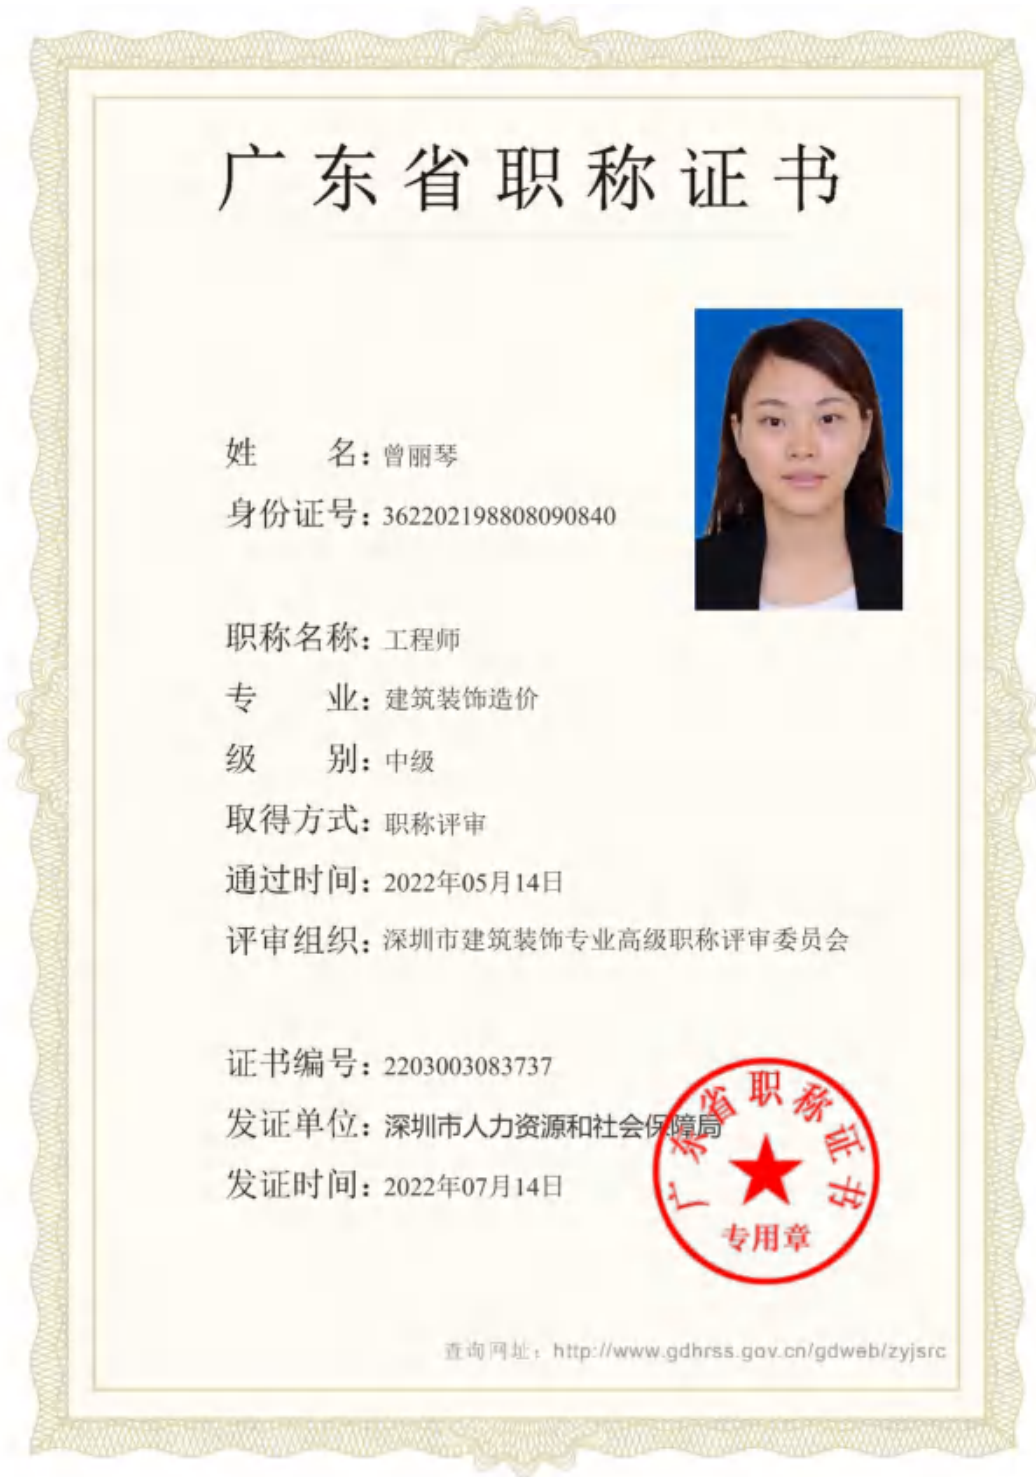 广东省职称证书
姓 名：曾丽琴
身份证号：362202198808090840
职称名称：工程师
专 业：建筑装饰造价
级 别：中级
取得方式：职称评审
通过时间：2022年05月14日
评审组织：深圳市建筑装饰专业高级职称评审委员会
证书编号：2203003083737
发证单位：深圳市人力资源和社会保障局
发证时间：2022年07月14日
广东省职称证书
专用章
查询网址：http://www.gdhrss.gov.cn/gdweb/zyjsrc